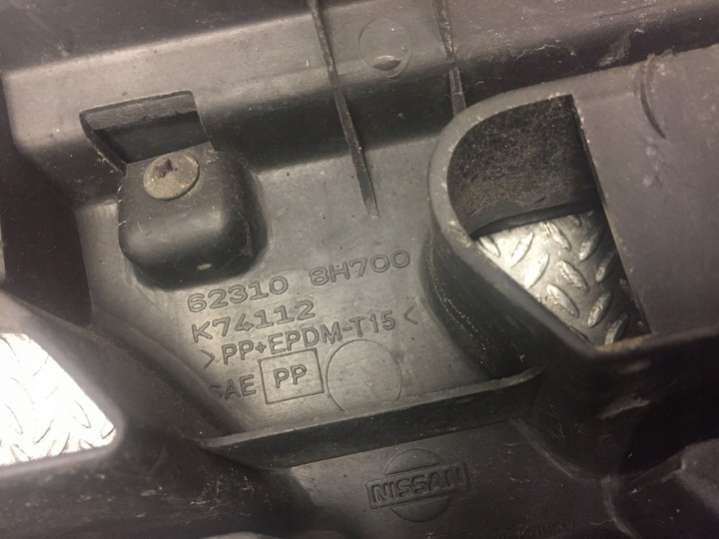 62310 8H700
K74112
>PP+EPDM-T15<
SAE PP
NISSAN